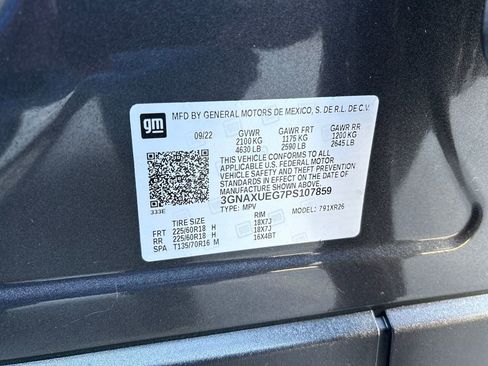 gm
MFD BY GENERAL MOTORS DE MEXICO, S. DE R.L. DE C.V.
09/22 GVWR GAWR FRT GAWR RR
2100 KG 1175 KG 1200 KG
4630 LB 2590 LB 2645 LB
THIS VEHICLE CONFORMS TO ALL
APPLICABLE U.S. FEDERAL MOTOR
VEHICLE SAFETY AND THEFT PREVENTION
STANDARDS IN EFFECT ON THE DATE OF
MANUFACTURE SHOWN ABOVE.
3GNAXUEG7PS107859
333E TYPE: MPV MODEL: 791XR26
TIRE SIZE RIM
FRT 225/60R18 H 18X7J
RR 225/60R18 H 18X7J
SPA T135/70R16 M 16X4BT